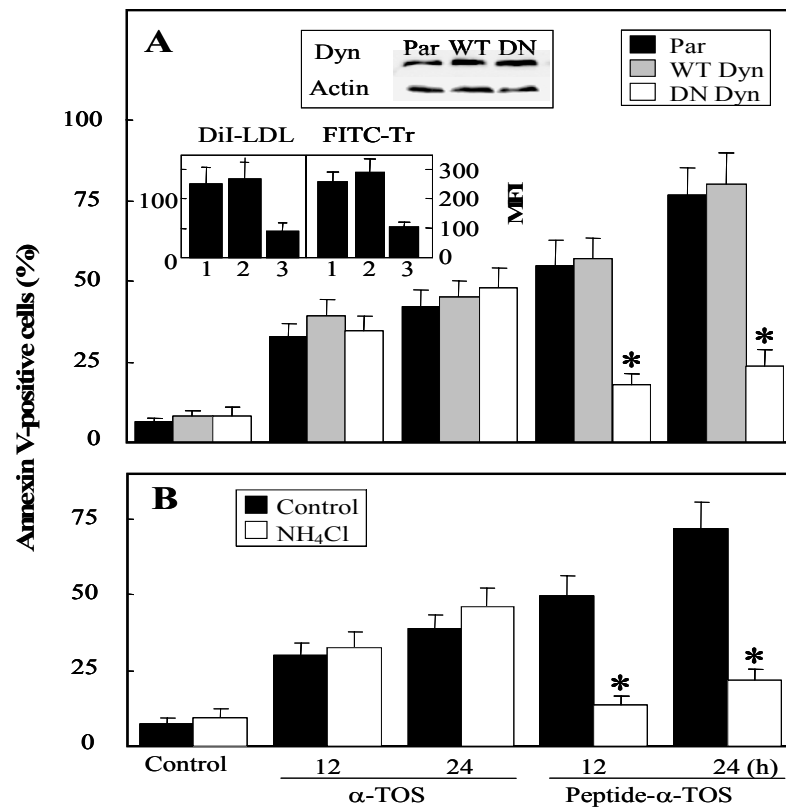 A
Dyn
Par WT DN
Actin
Par
WT Dyn
DN Dyn
DiI-LDL FITC-Tr
100
0
1 2 3
1 2 3
300
200
100
0
MFI
100
75
50
25
0
*
*
Annexin V-positive cells (%)
B
Control
NH₄Cl
75
50
25
0
*
*
Control
12 24 12 24 (h)
α-TOS Peptide-α-TOS